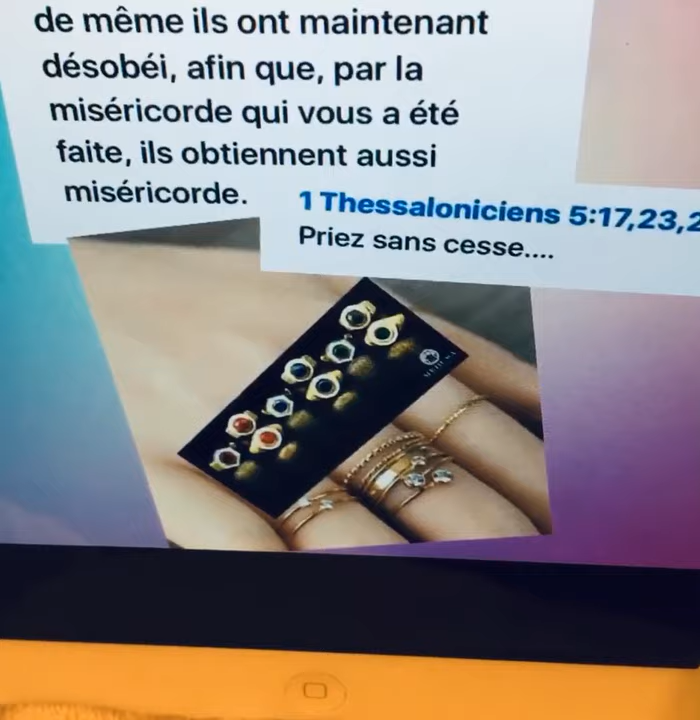 de même ils ont maintenant
désobéi, afin que, par la
miséricorde qui vous a été
faite, ils obtiennent aussi
miséricorde.
1 Thessaloniciens 5:17,23,2
Priez sans cesse....